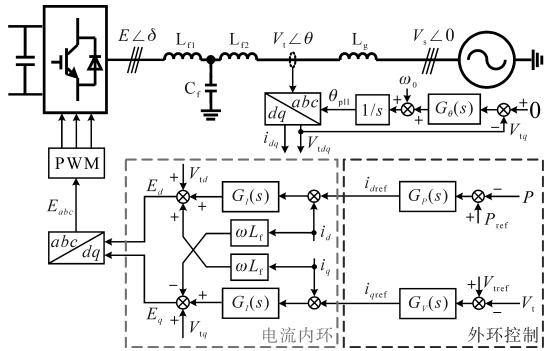 E∠δ
L_f1
L_f2
V_t∠θ
L_g
V_s∠0
C_f
θ_pll
ω_0
abc
dq
1/s
+
+
G_θ(s)
+
0
−
V_tq
i_dq
V_tdq
PWM
E_abc
abc
dq
+
V_td
E_d
+
+
G_I(s)
i_dref
G_P(s)
−
P
+
P_ref
ωL_f
i_d
ωL_f
i_q
−
+
E_q
+
V_tq
G_I(s)
i_qref
G_V(s)
+
V_tref
−
V_t
电流内环
外环控制